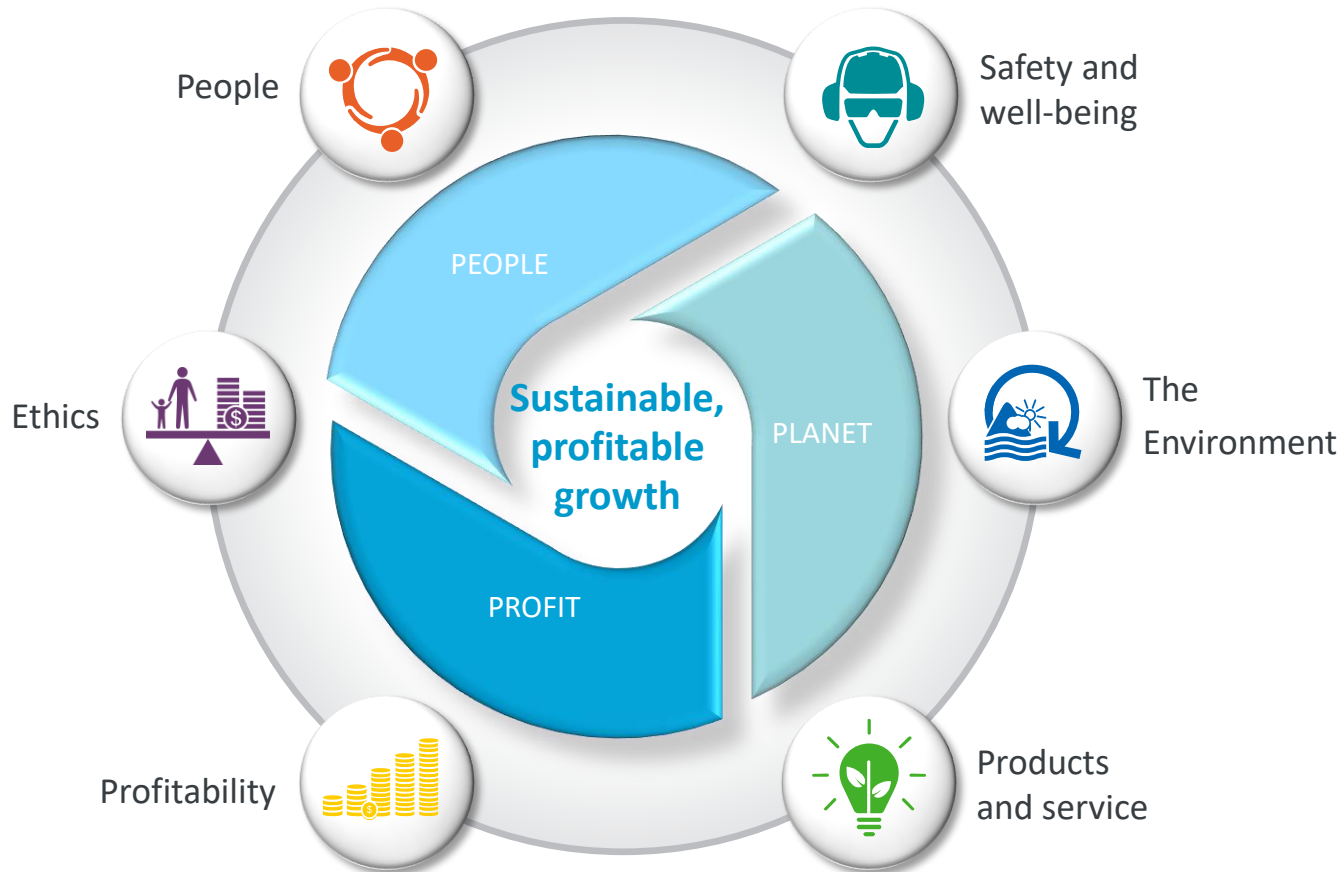 People
Safety and
well-being
PEOPLE
Sustainable,
profitable
growth
PLANET
Ethics
$
The
Environment
PROFIT
Profitability
$
Products
and service